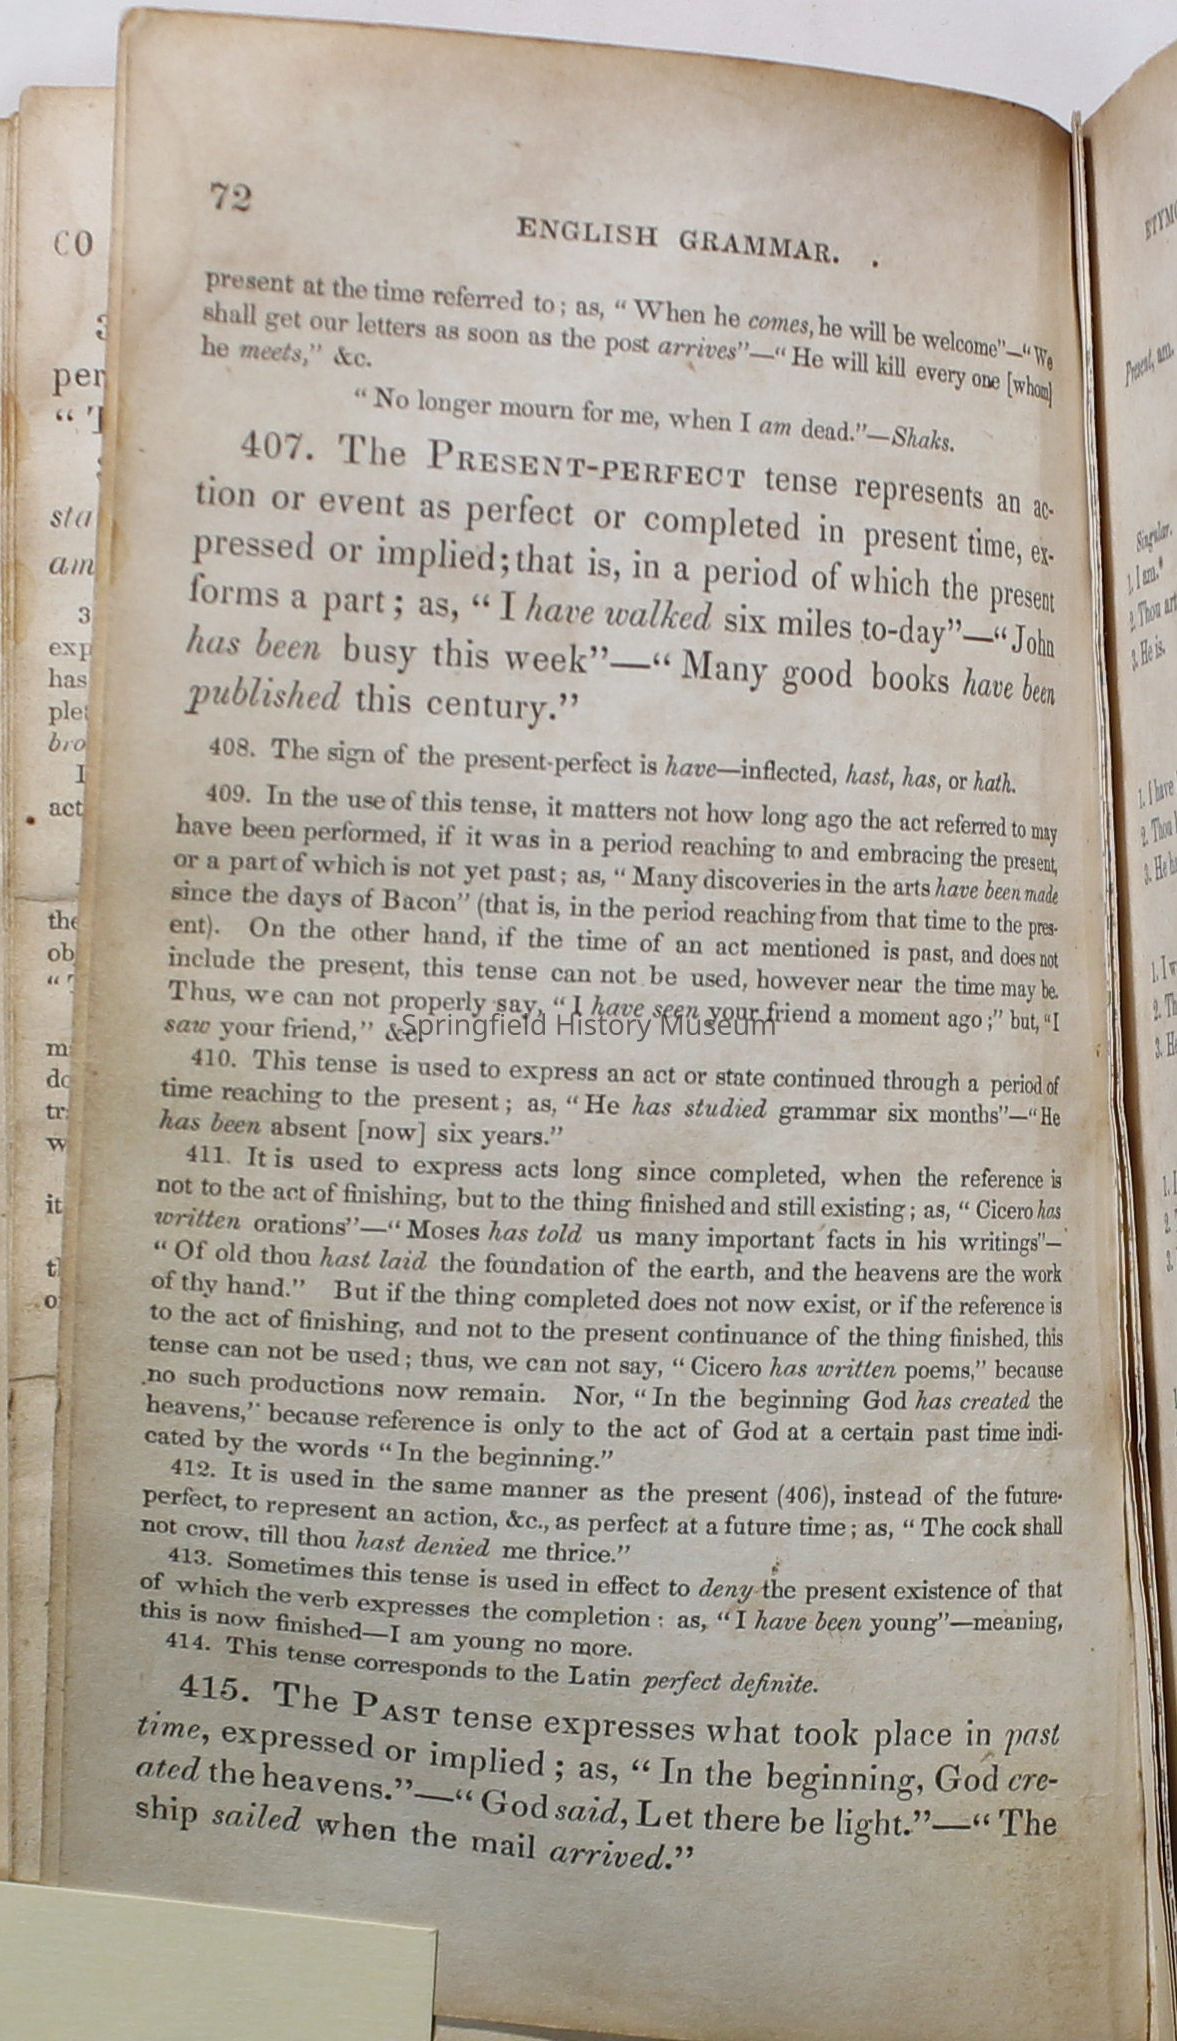 72
ENGLISH GRAMMAR.
present at the time referred to; as, “When he comes, he will be welcome”—“We
shall get our letters as soon as the post arrives”—“He will kill every one [whom]
he meets,” &c.
“No longer mourn for me, when I am dead.”—Shaks.
407. The PRESENT-PERFECT tense represents an ac-
tion or event as perfect or completed in present time, ex-
pressed or implied; that is, in a period of which the present
forms a part; as, “I have walked six miles to-day”—“John
has been busy this week”—“Many good books have been
published this century.”
408. The sign of the present-perfect is have—inflected, hast, has, or hath.
409. In the use of this tense, it matters not how long ago the act referred to may
have been performed, if it was in a period reaching to and embracing the present,
or a part of which is not yet past; as, “Many discoveries in the arts have been made
since the days of Bacon” (that is, in the period reaching from that time to the pres-
ent). On the other hand, if the time of an act mentioned is past, and does not
include the present, this tense can not be used, however near the time may be.
Thus, we can not properly say, “I have seen your friend a moment ago;” but, “I
saw your friend,” &c.
Springfield History Museum
410. This tense is used to express an act or state continued through a period of
time reaching to the present; as, “He has studied grammar six months”—“He
has been absent [now] six years.”
411. It is used to express acts long since completed, when the reference is
not to the act of finishing, but to the thing finished and still existing; as, “Cicero has
written orations”—“Moses has told us many important facts in his writings”—
“Of old thou hast laid the foundation of the earth, and the heavens are the work
of thy hand.” But if the thing completed does not now exist, or if the reference is
to the act of finishing, and not to the present continuance of the thing finished, this
tense can not be used; thus, we can not say, “Cicero has written poems,” because
no such productions now remain. Nor, “In the beginning God has created the
heavens,” because reference is only to the act of God at a certain past time indi-
cated by the words “In the beginning.”
412. It is used in the same manner as the present (406), instead of the future-
perfect, to represent an action, &c., as perfect at a future time; as, “The cock shall
not crow, till thou hast denied me thrice.”
413. Sometimes this tense is used in effect to deny the present existence of that
of which the verb expresses the completion: as, “I have been young”—meaning,
this is now finished—I am young no more.
414. This tense corresponds to the Latin perfect definite.
415. The PAST tense expresses what took place in past
time, expressed or implied; as, “In the beginning, God cre-
ated the heavens.”—“God said, Let there be light.”—“The
ship sailed when the mail arrived.”
CO
per
sta
am
exp
has
ple
bro
I
act
the
ob
it
Present, am.
Singular.
1. I am.*
2. Thou art
3. He is.
1. I have